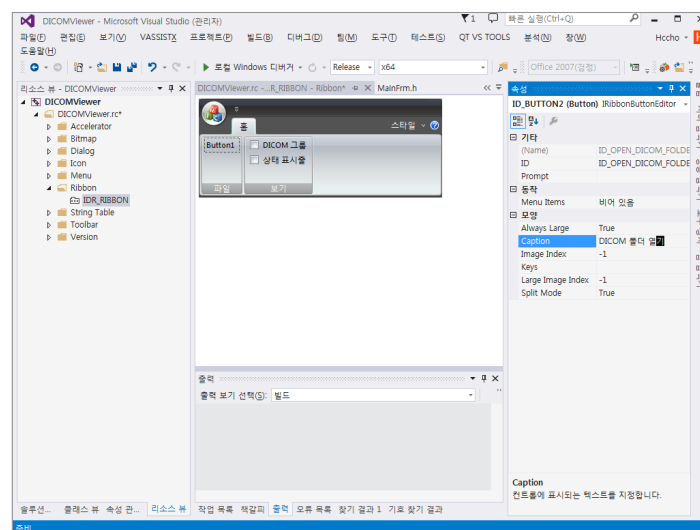 DICOMViewer - Microsoft Visual Studio (관리자)
1
빠른 실행(Ctrl+Q)
파일(F) 편집(E) 보기(V) VASSISTX 프로젝트(P) 빌드(B) 디버그(D) 팀(M) 도구(T) 테스트(S) QT VS TOOLS 분석(N) 창(W) Hccho
도움말(H)
로컬 Windows 디버거 Release x64 Office 2007(검정)
리소스 뷰 - DICOMViewer
DICOMViewer
DICOMViewer.rc*
Accelerator
Bitmap
Dialog
Icon
Menu
Ribbon
IDR_RIBBON
String Table
Toolbar
Version
솔루션... 클래스 뷰 속성 관... 리소스 뷰
DICOMViewer.rc -...R_RIBBON - Ribbon* MainFrm.h
홈 스타일
Button1 DICOM 그룹
상태 표시줄
파일 보기
출력
출력 보기 선택(S): 빌드
작업 목록 책갈피 출력 오류 목록 찾기 결과 1 기호 찾기 결과
속성
ID_BUTTON2 (Button) IRibbonButtonEditor
기타
(Name) ID_OPEN_DICOM_FOLDE
ID ID_OPEN_DICOM_FOLDE
Prompt
동작
Menu Items 비어 있음
모양
Always Large True
Caption DICOM 폴더 열기
Image Index -1
Keys
Large Image Index -1
Split Mode True
Caption
컨트롤에 표시되는 텍스트를 지정합니다.
준비